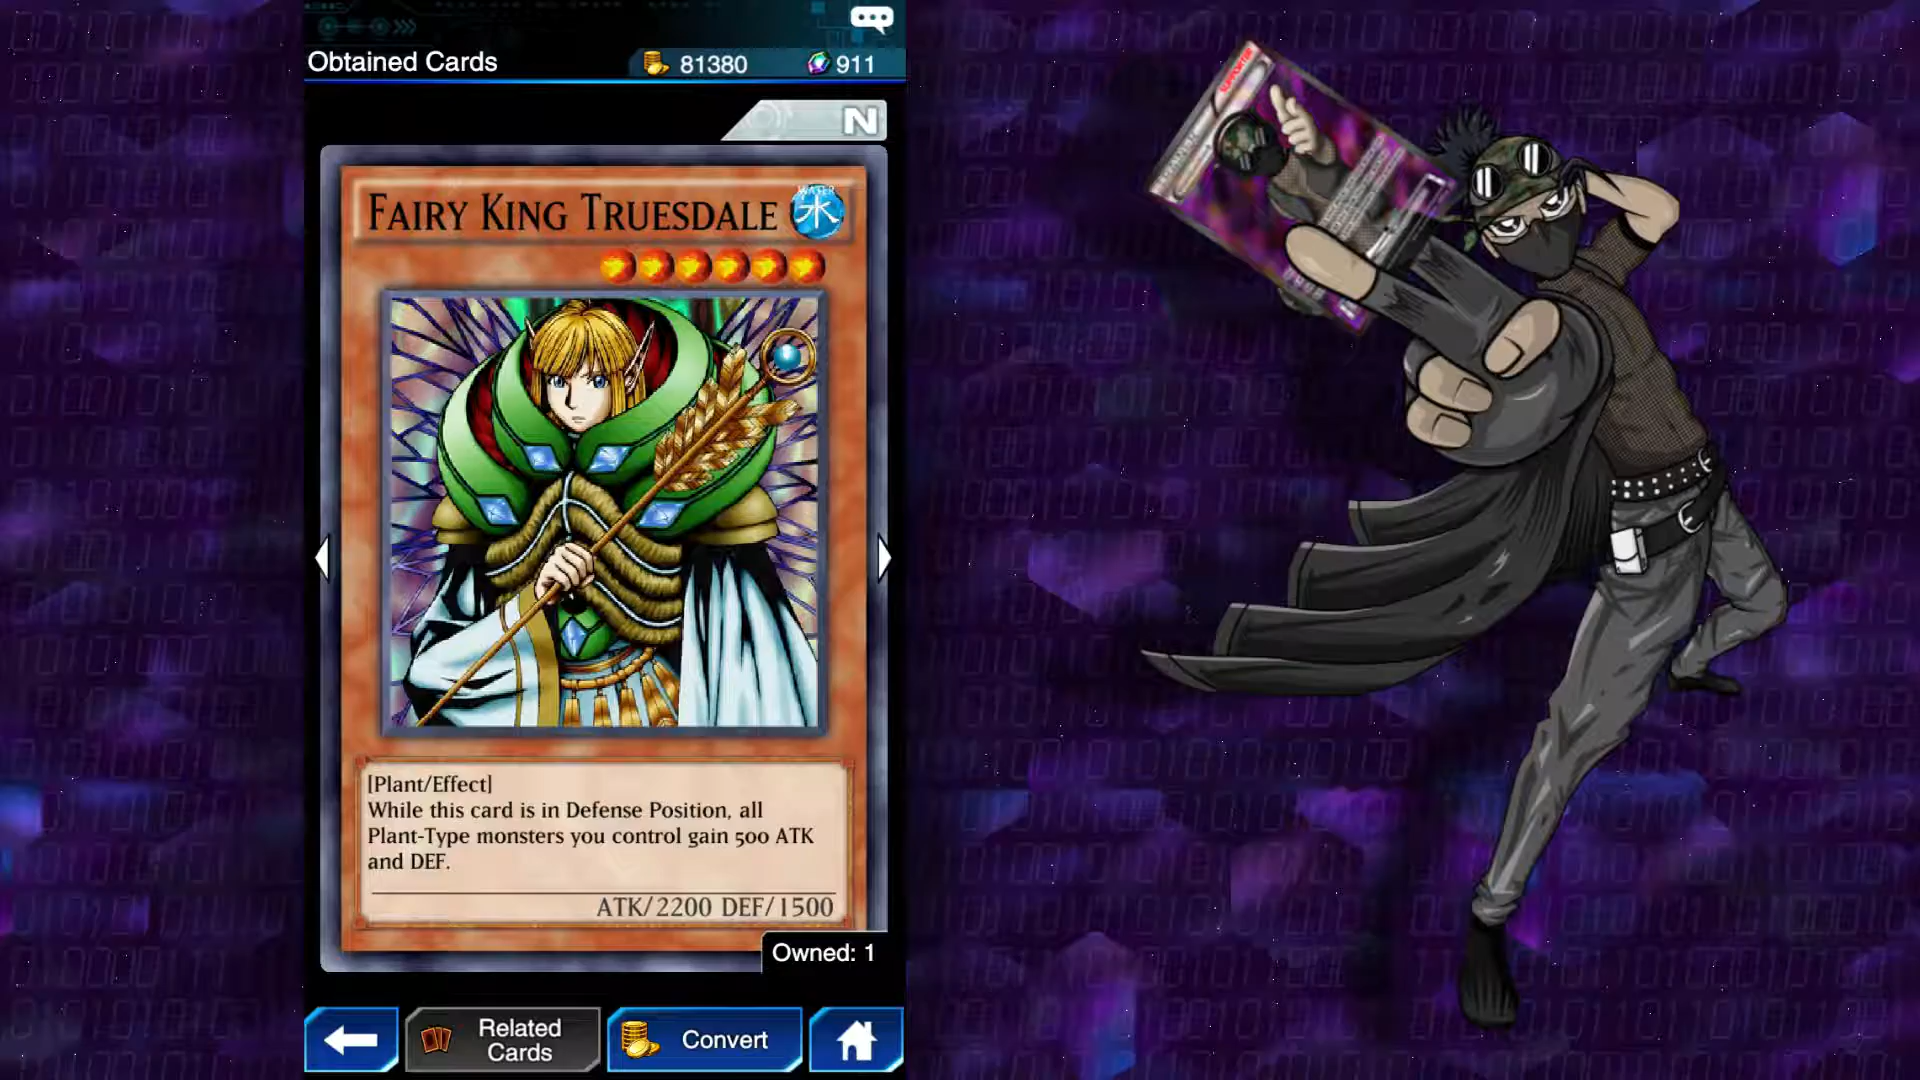 Obtained Cards
81380
911
N
FAIRY KING TRUESDALE
WATER
水
[Plant/Effect]
While this card is in Defense Position, all
Plant-Type monsters you control gain 500 ATK
and DEF.
ATK/2200 DEF/1500
Owned: 1
Related
Cards
Convert
SUPPORTER